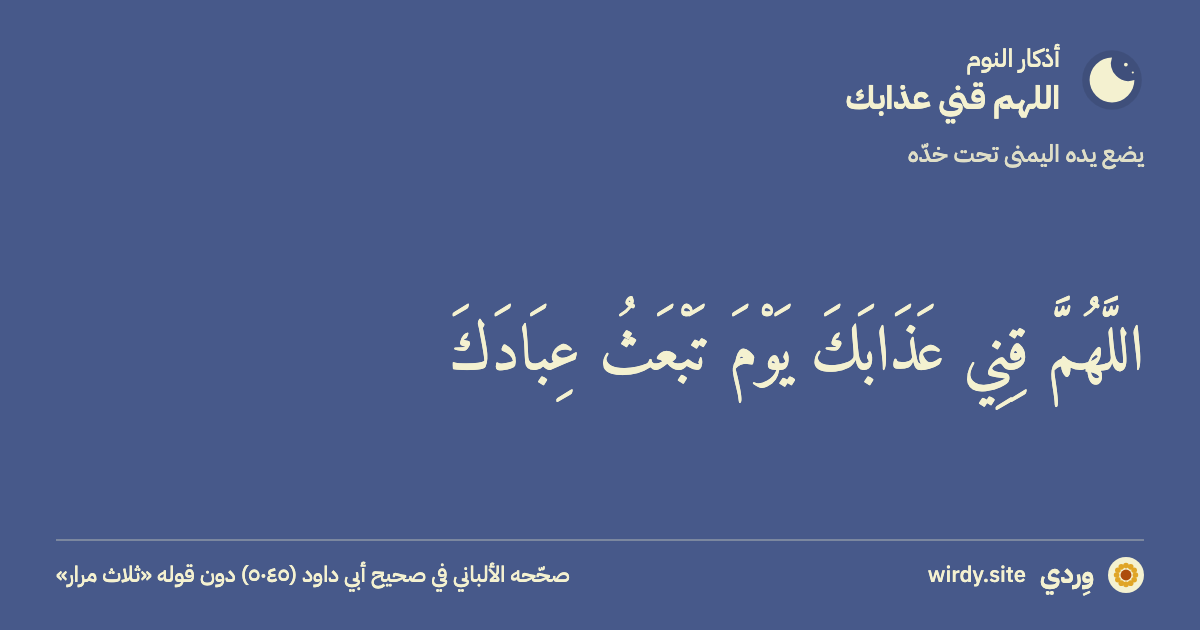 أذكار النوم
اللهم قني عذابك
يضع يده اليمنى تحت خدّه
اللَّهُمَّ قِنِي عَذَابَكَ يَوْمَ تَبْعَثُ عِبَادَكَ
وِردي wirdy.site
صحّحه الألباني في صحيح أبي داود (٥٠٤٥) دون قوله «ثلاث مرار»